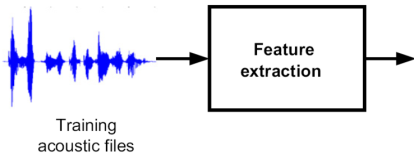 Feature
extraction
Training
acoustic files